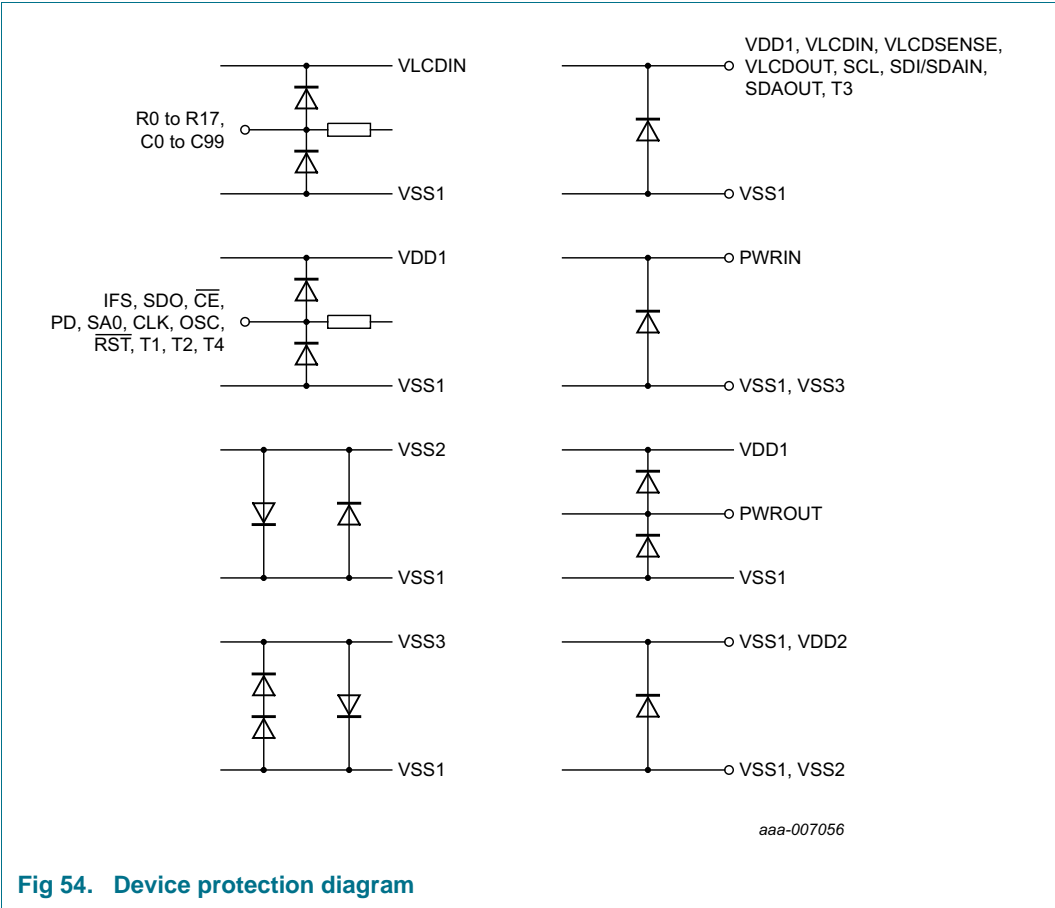 VLCDIN
R0 to R17,
C0 to C99
VSS1
VDD1, VLCDIN, VLCDSENSE,
VLCDOUT, SCL, SDI/SDAIN,
SDAOUT, T3
VSS1
VDD1
IFS, SDO, C̅E̅,
PD, SA0, CLK, OSC,
R̅S̅T̅, T1, T2, T4
VSS1
PWRIN
VSS1, VSS3
VSS2
VSS1
VDD1
PWROUT
VSS1
VSS3
VSS1
VSS1, VDD2
VSS1, VSS2
aaa-007056
Fig 54. Device protection diagram